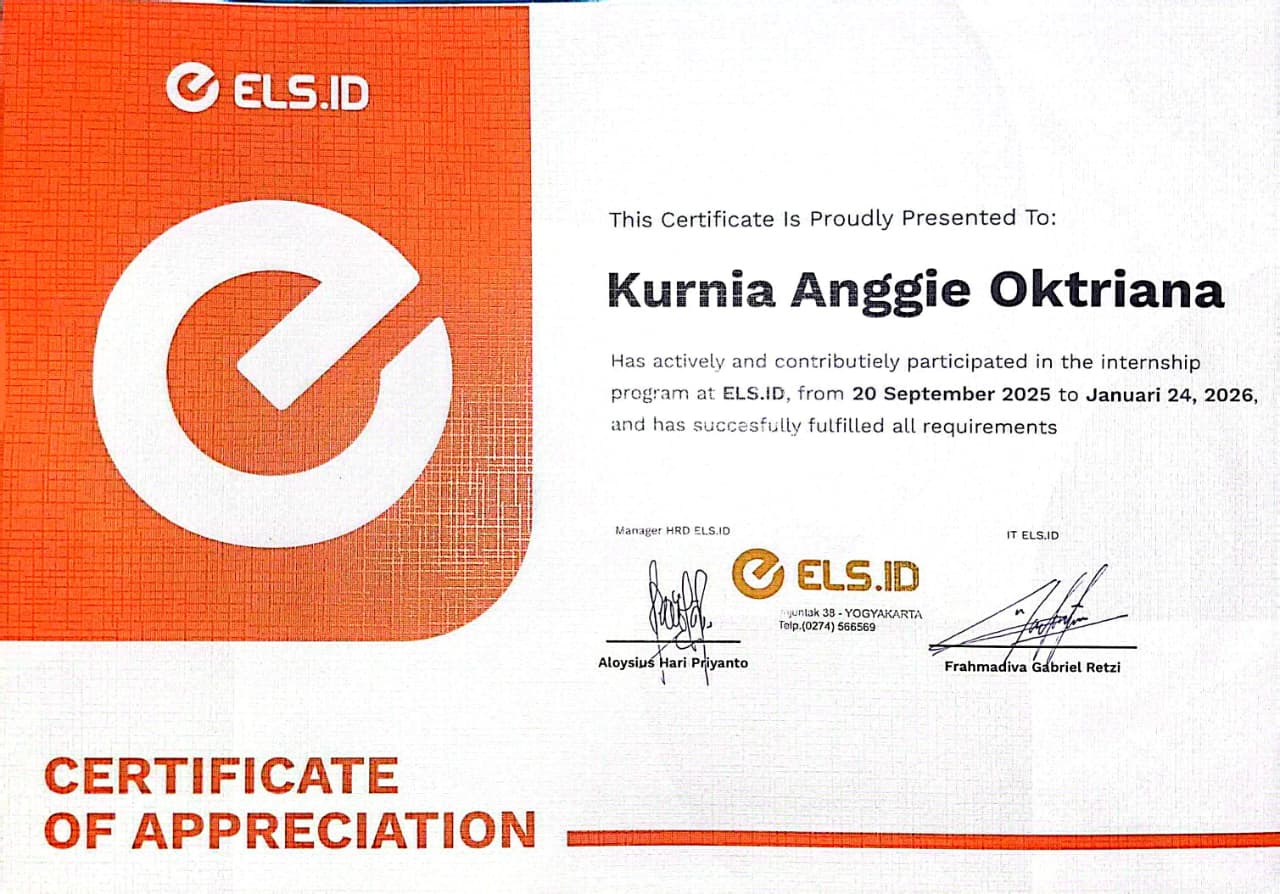 ELS.ID
This Certificate Is Proudly Presented To:
Kurnia Anggie Oktriana
Has actively and contributiely participated in the internship
program at ELS.ID, from 20 September 2025 to Januari 24, 2026,
and has succesfully fulfilled all requirements
Manager HRD ELS.ID
IT ELS.ID
ELS.ID
38 - YOGYAKARTA
Telp.(0274) 566569
Aloysius Hari Priyanto
Frahmadiva Gabriel Retzi
CERTIFICATE
OF APPRECIATION